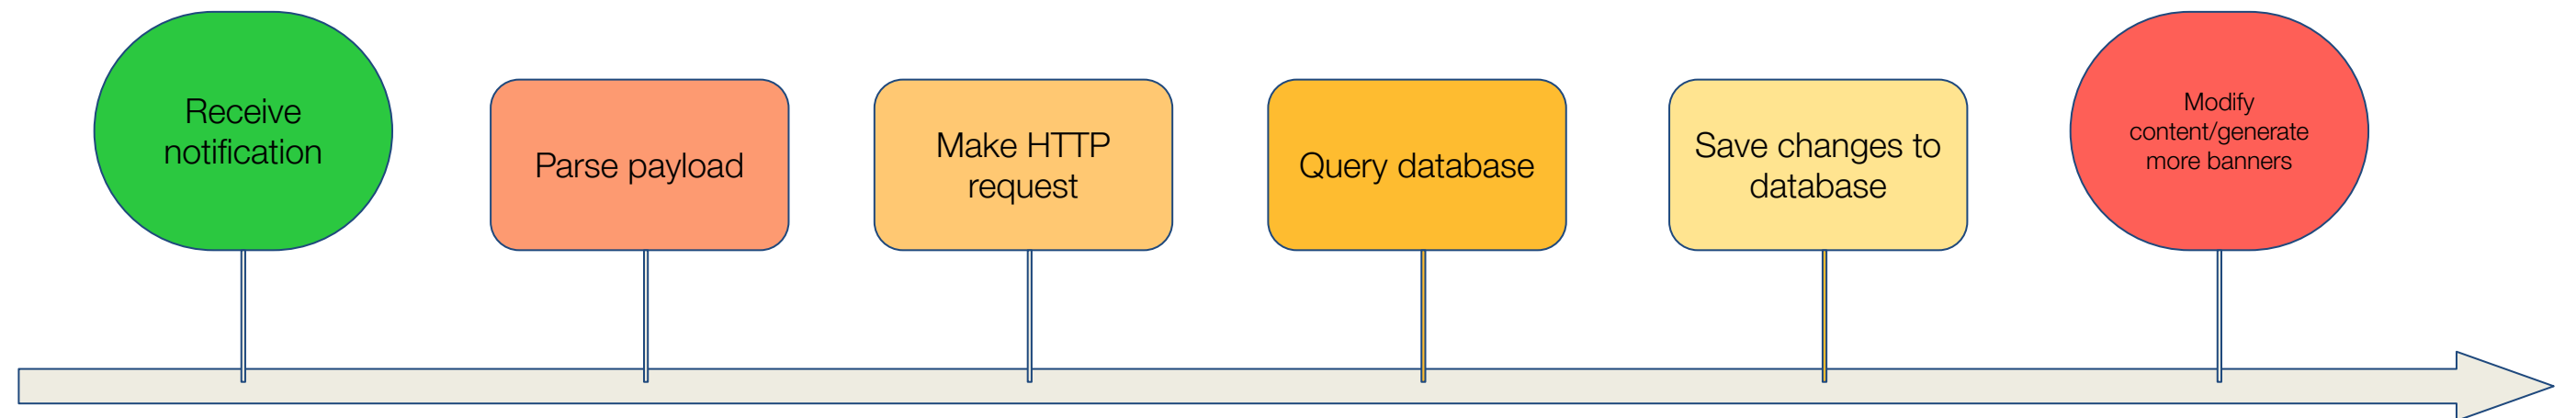 Receive
notification
Parse payload
Make HTTP
request
Query database
Save changes to
database
Modify
content/generate
more banners